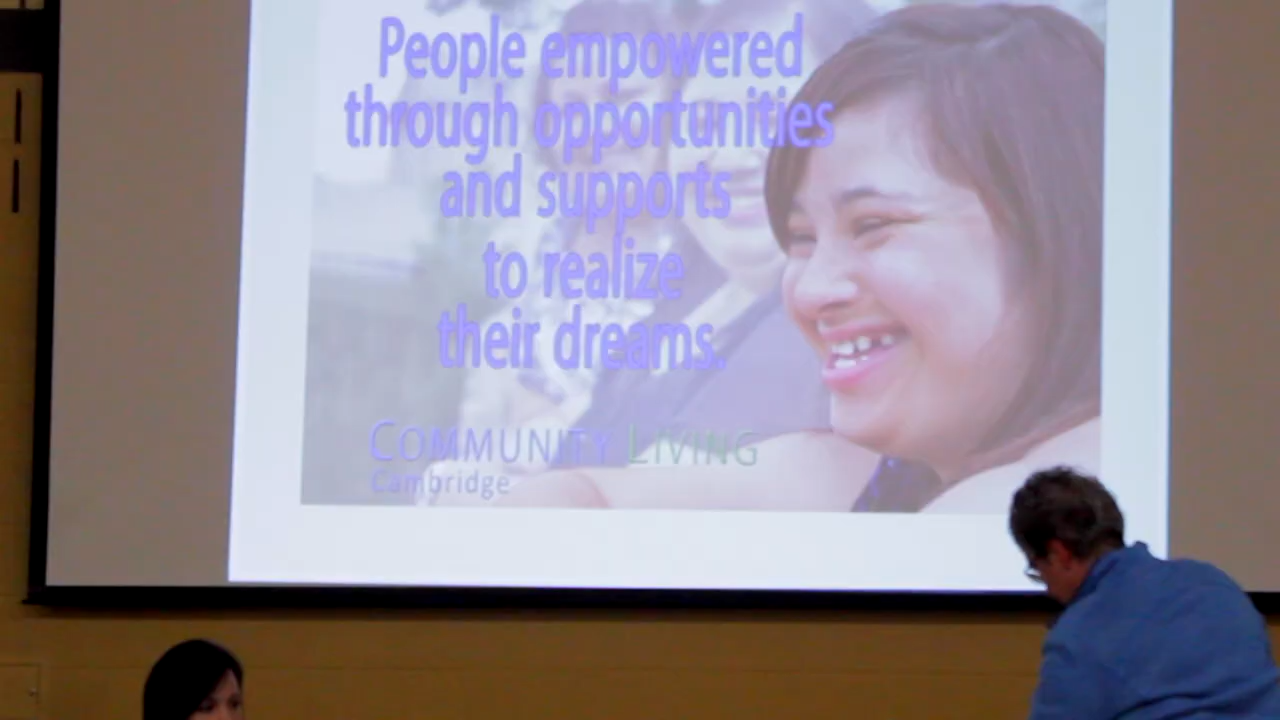 People empowered
through opportunities
and supports
to realize
their dreams.
COMMUNITY LIVING
Cambridge